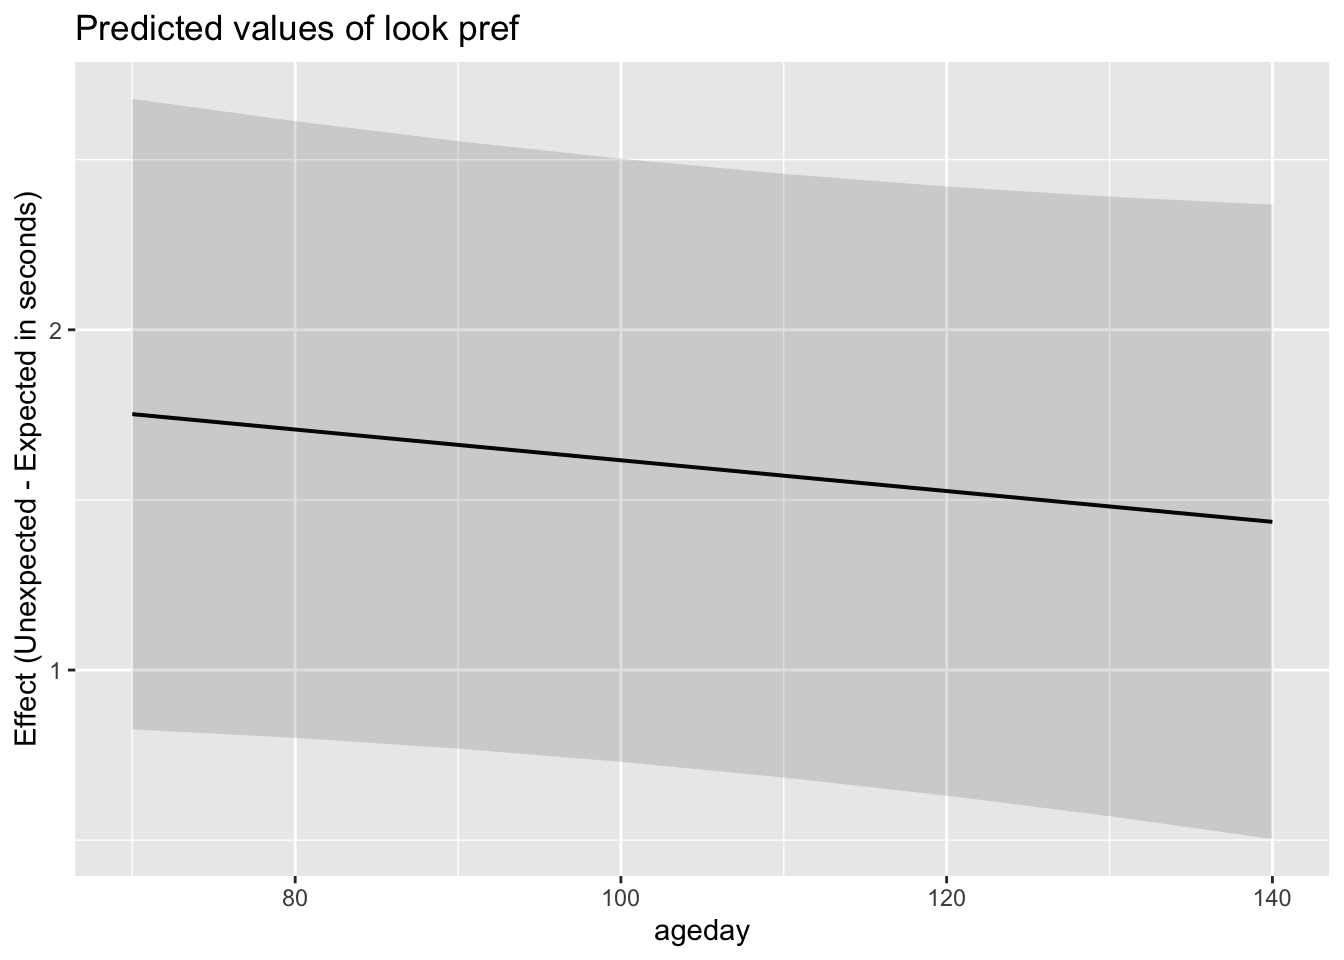 Predicted values of look pref
Effect (Unexpected - Expected in seconds)
2
1
80
100
120
140
ageday